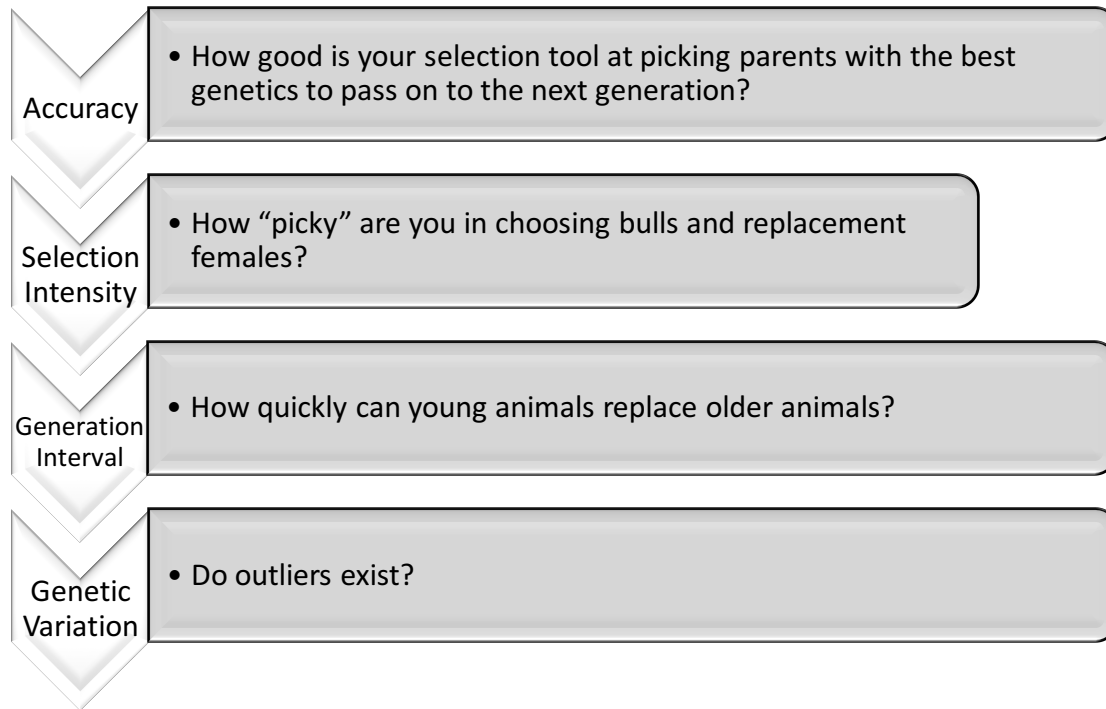 Accuracy
• How good is your selection tool at picking parents with the best
genetics to pass on to the next generation?
Selection
Intensity
• How “picky” are you in choosing bulls and replacement
females?
Generation
Interval
• How quickly can young animals replace older animals?
Genetic
Variation
• Do outliers exist?